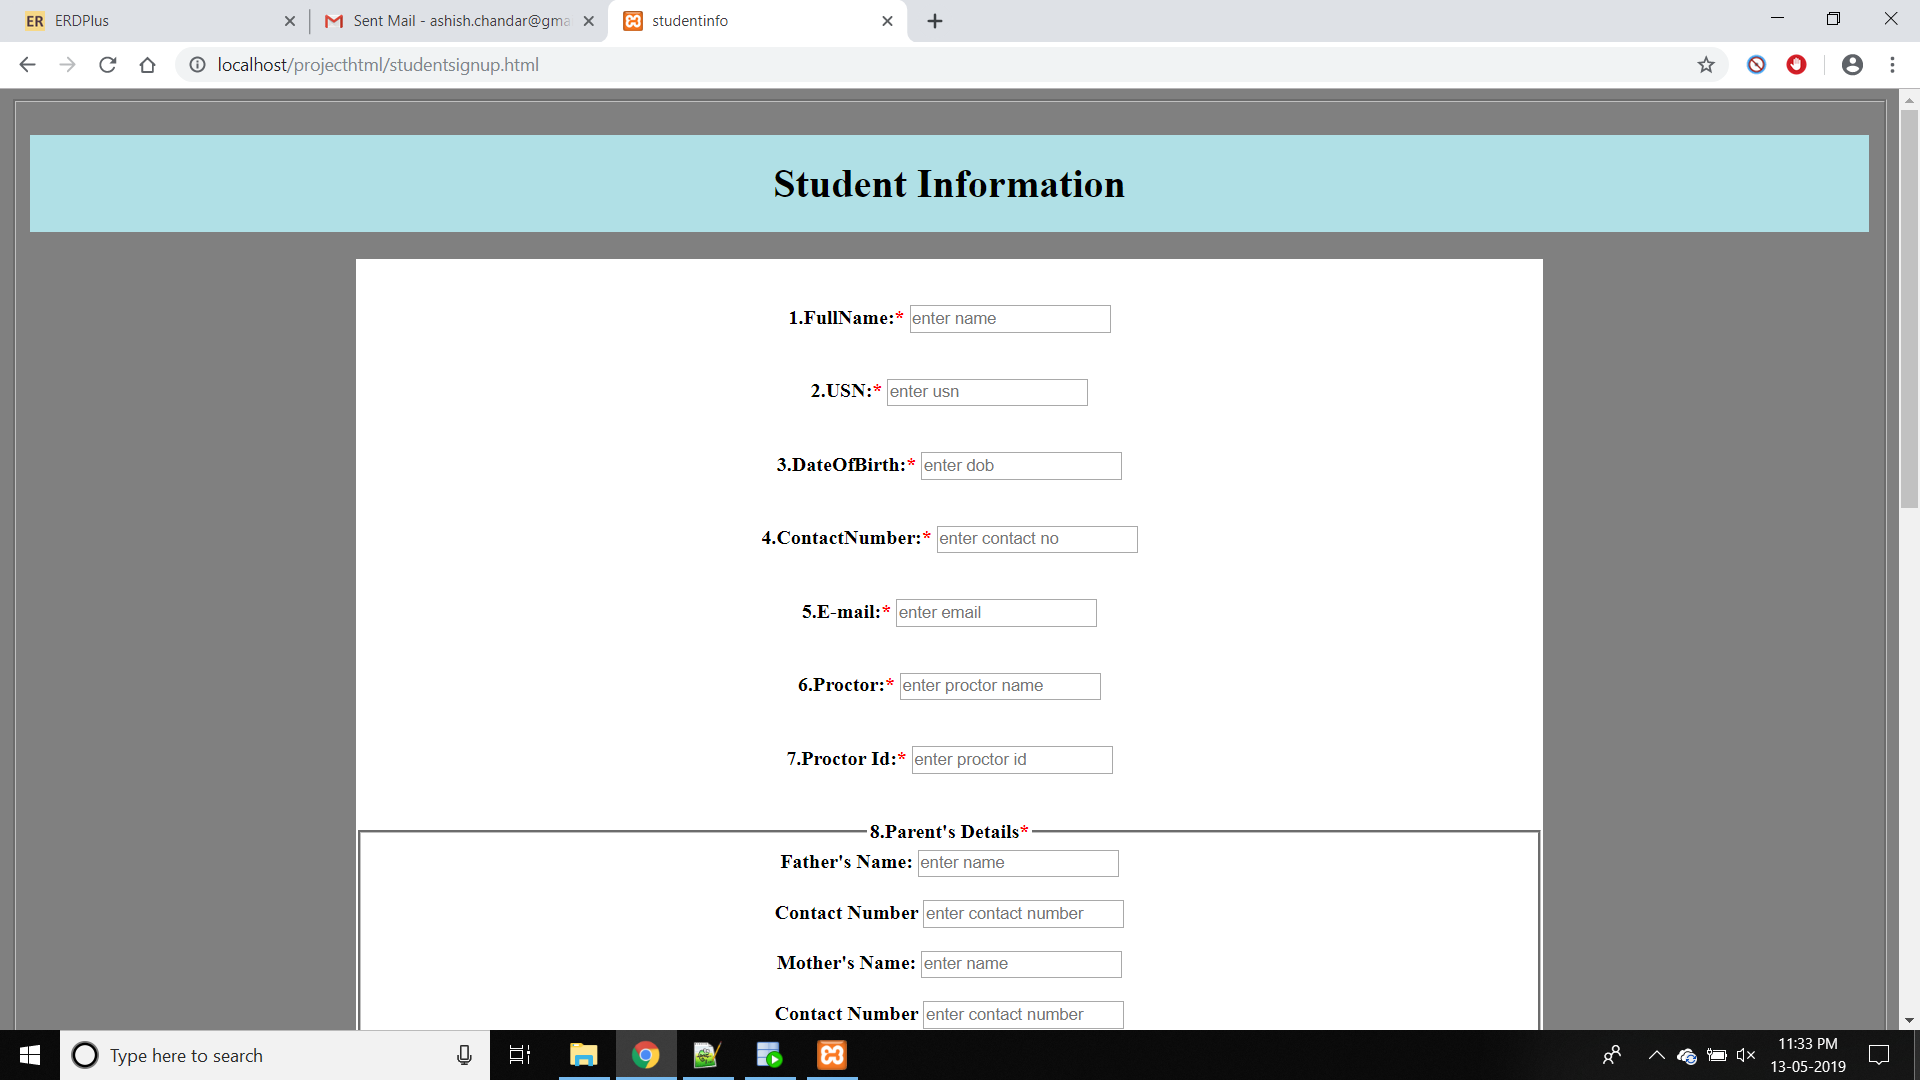 ER ERDPlus
Sent Mail - ashish.chandar@gma
studentinfo
localhost/projecthtml/studentsignup.html
Student Information
1.FullName:* enter name
2.USN:* enter usn
3.DateOfBirth:* enter dob
4.ContactNumber:* enter contact no
5.E-mail:* enter email
6.Proctor:* enter proctor name
7.Proctor Id:* enter proctor id
8.Parent's Details*
Father's Name: enter name
Contact Number enter contact number
Mother's Name: enter name
Contact Number enter contact number
Type here to search
11:33 PM
13-05-2019